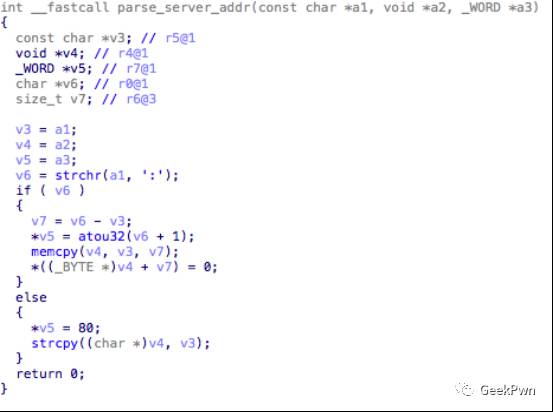 int __fastcall parse_server_addr(const char *a1, void *a2, _WORD *a3)
{
  const char *v3; // r5@1
  void *v4; // r4@1
  _WORD *v5; // r7@1
  char *v6; // r0@1
  size_t v7; // r6@3

  v3 = a1;
  v4 = a2;
  v5 = a3;
  v6 = strchr(a1, ':');
  if ( v6 )
  {
    v7 = v6 - v3;
    *v5 = atou32(v6 + 1);
    memcpy(v4, v3, v7);
    *((_BYTE *)v4 + v7) = 0;
  }
  else
  {
    *v5 = 80;
    strcpy((char *)v4, v3);
  }
  return 0;
}
GeekPwn